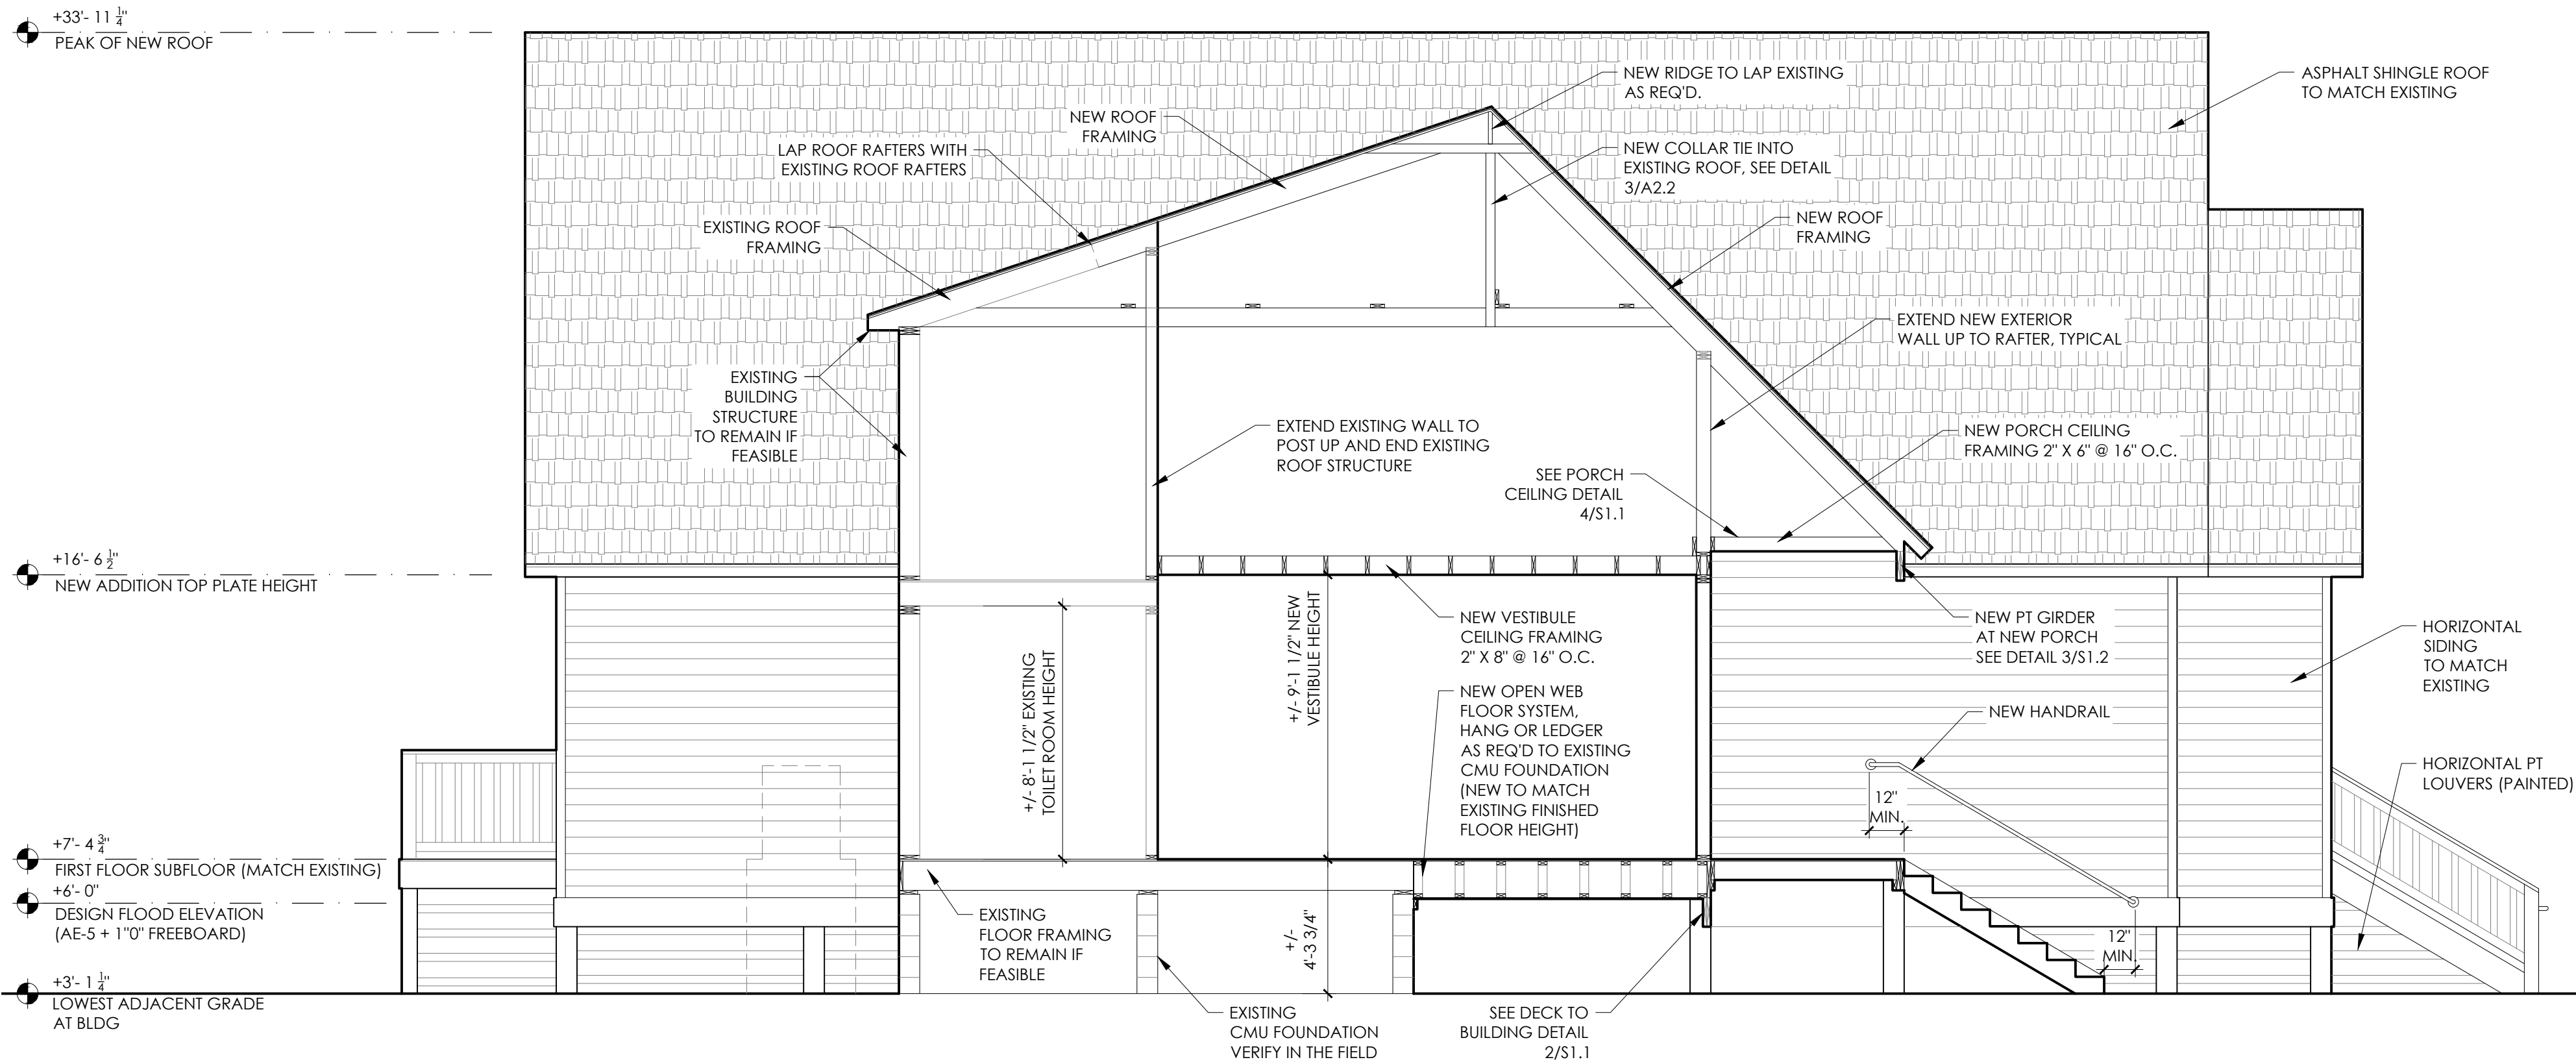 +33'- 11 1/4"
PEAK OF NEW ROOF
NEW RIDGE TO LAP EXISTING
AS REQ'D.
ASPHALT SHINGLE ROOF
TO MATCH EXISTING
NEW ROOF
FRAMING
LAP ROOF RAFTERS WITH
EXISTING ROOF RAFTERS
NEW COLLAR TIE INTO
EXISTING ROOF, SEE DETAIL
3/A2.2
EXISTING ROOF
FRAMING
NEW ROOF
FRAMING
EXTEND NEW EXTERIOR
WALL UP TO RAFTER, TYPICAL
EXISTING
BUILDING
STRUCTURE
TO REMAIN IF
FEASIBLE
EXTEND EXISTING WALL TO
POST UP AND END EXISTING
ROOF STRUCTURE
NEW PORCH CEILING
FRAMING 2" X 6" @ 16" O.C.
SEE PORCH
CEILING DETAIL
4/S1.1
+16'- 6 1/2"
NEW ADDITION TOP PLATE HEIGHT
+/- 8'-1 1/2" EXISTING
TOILET ROOM HEIGHT
+/- 9'-1 1/2" NEW
VESTIBULE HEIGHT
NEW VESTIBULE
CEILING FRAMING
2" X 8" @ 16" O.C.
NEW PT GIRDER
AT NEW PORCH
SEE DETAIL 3/S1.2
HORIZONTAL
SIDING
TO MATCH
EXISTING
NEW OPEN WEB
FLOOR SYSTEM,
HANG OR LEDGER
AS REQ'D TO EXISTING
CMU FOUNDATION
(NEW TO MATCH
EXISTING FINISHED
FLOOR HEIGHT)
NEW HANDRAIL
HORIZONTAL PT
LOUVERS (PAINTED)
12"
MIN.
+7'- 4 3/4"
FIRST FLOOR SUBFLOOR (MATCH EXISTING)
+6'- 0"
DESIGN FLOOD ELEVATION
(AE-5 + 1"0" FREEBOARD)
EXISTING
FLOOR FRAMING
TO REMAIN IF
FEASIBLE
+/-
4'-3 3/4"
12"
MIN.
+3'- 1 1/4"
LOWEST ADJACENT GRADE
AT BLDG
EXISTING
CMU FOUNDATION
VERIFY IN THE FIELD
SEE DECK TO
BUILDING DETAIL
2/S1.1